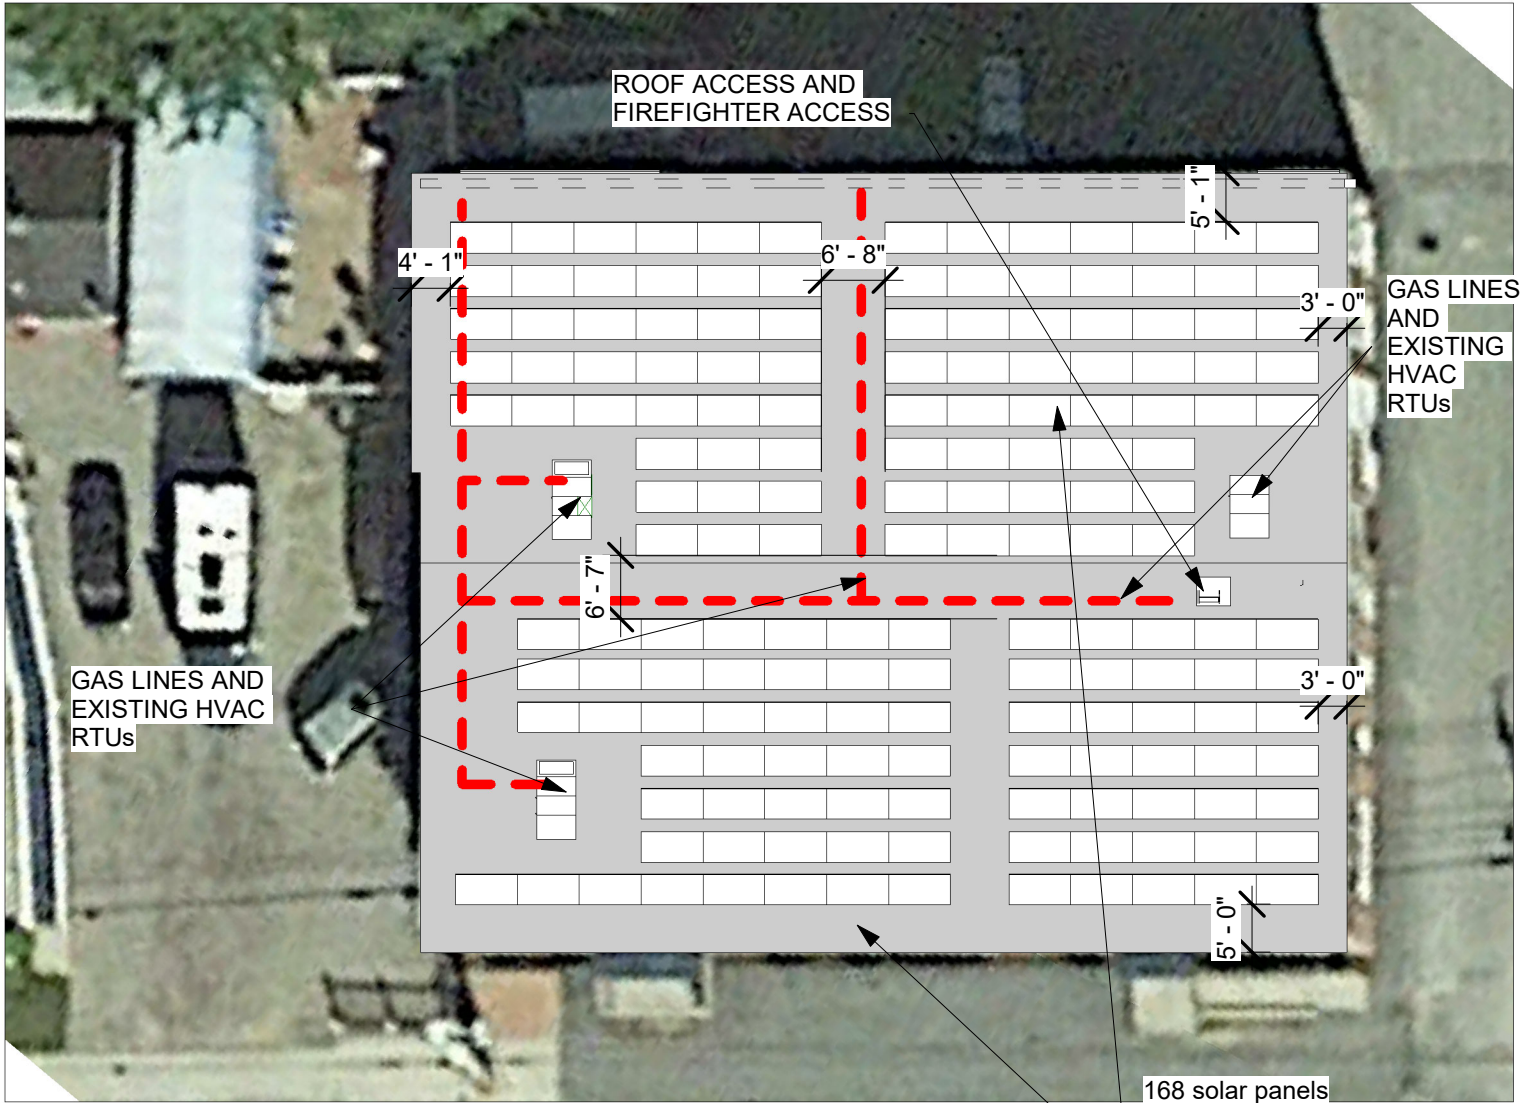 ROOF ACCESS AND
FIREFIGHTER ACCESS
5' - 1"
4' - 1"
6' - 8"
3' - 0"
GAS LINES
AND
EXISTING
HVAC
RTUs
6' - 7"
GAS LINES AND
EXISTING HVAC
RTUs
3' - 0"
5' - 0"
168 solar panels